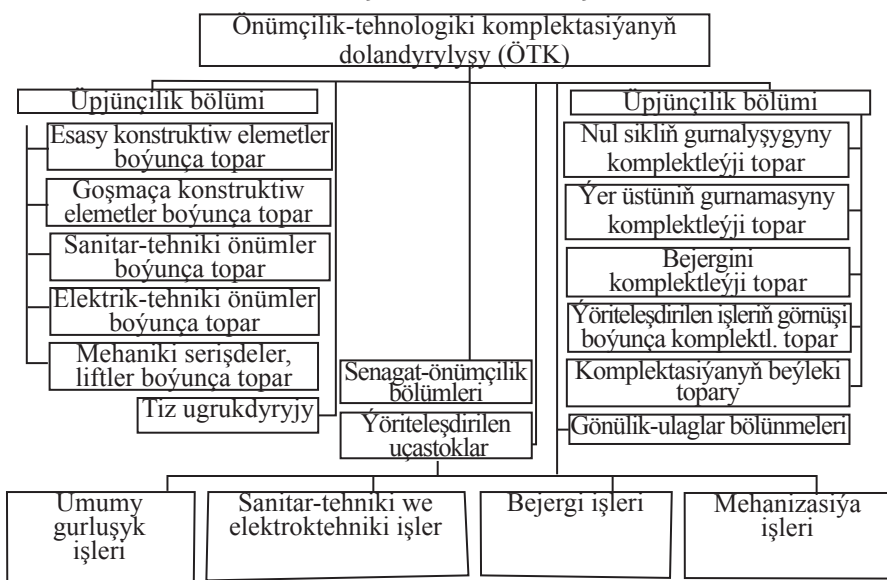 Önümçilik-tehnologiki komplektasiýanyň
dolandyrylyşy (ÖTK)
Üpjünçilik bölümi
Esasy konstruktiw elemetler
boýunça topar
Goşmaça konstruktiw
elemetler boýunça topar
Sanitar-tehniki önümler
boýunça topar
Elektrik-tehniki önümler
boýunça topar
Mehaniki serişdeler,
liftler boýunça topar
Tiz ugrukdyryjy
Senagat-önümçilik
bölümleri
Ýöriteleşdirilen
uçastoklar
Üpjünçilik bölümi
Nul sikliň gurnalyşygyny
komplektleýji topar
Ýer üstüniň gurnamasyny
komplektleýji topar
Bejergini
komplektleýji topar
Ýöriteleşdirilen işleriň görnüşi
boýunça komplektl. topar
Komplektasiýanyň beýleki
topary
Gönülik-ulaglar bölünmeleri
Umumy
gurluşyk
işleri
Sanitar-tehniki we
elektroktehniki işler
Bejergi işleri
Mehanizasiýa
işleri